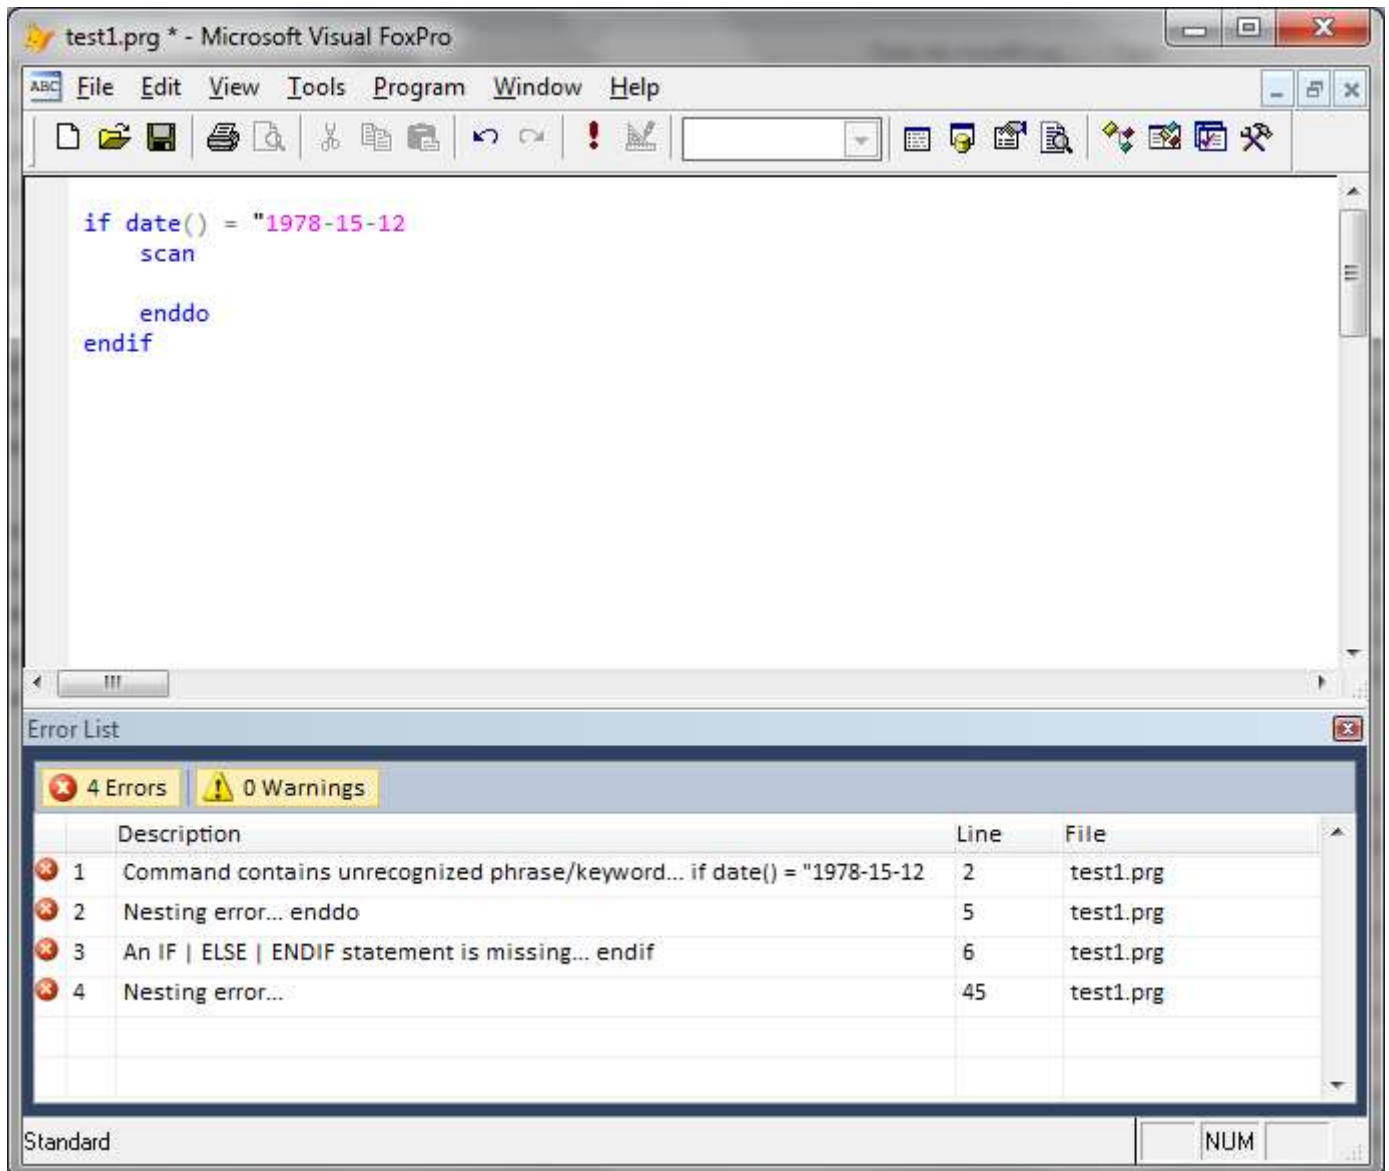 test1.prg * - Microsoft Visual FoxPro
ABC File Edit View Tools Program Window Help
if date() = "1978-15-12
scan
enddo
endif
Error List
4 Errors 0 Warnings
Description Line File
1 Command contains unrecognized phrase/keyword... if date() = "1978-15-12 2 test1.prg
2 Nesting error... enddo 5 test1.prg
3 An IF | ELSE | ENDIF statement is missing... endif 6 test1.prg
4 Nesting error... 45 test1.prg
Standard NUM